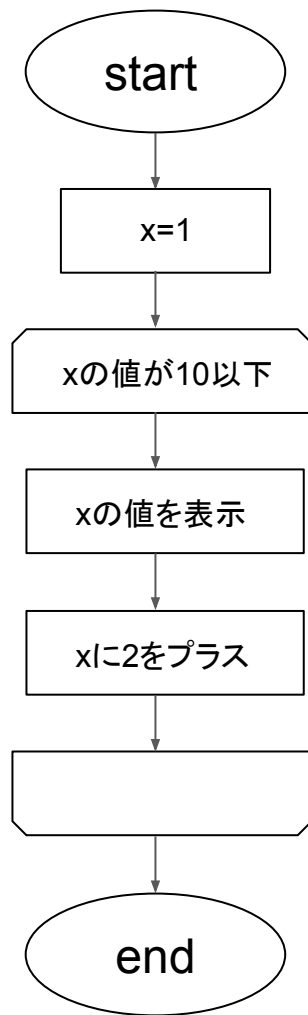 start
x=1
xの値が10以下
xの値を表示
xに2をプラス
end